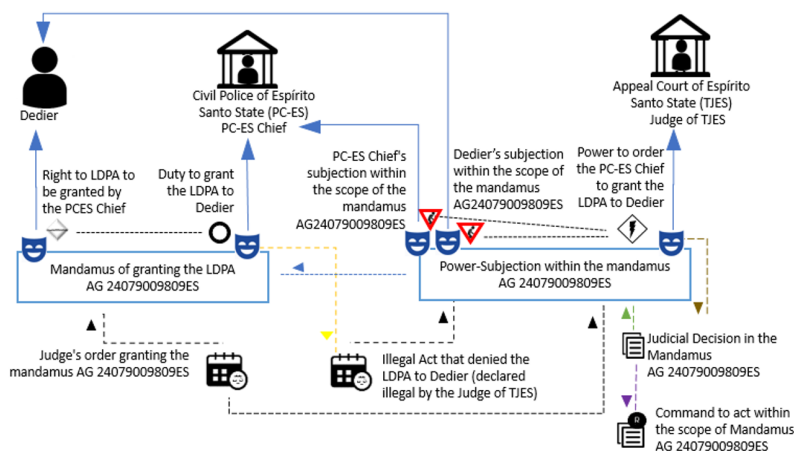 Dedier
Civil Police of Espírito
Santo State (PC-ES)
PC-ES Chief
Appeal Court of Espírito
Santo State (TJES)
Judge of TJES
Right to LDPA to
be granted by
the PCES Chief
Duty to grant
the LDPA to
Dedier
PC-ES Chief's
subjection within
the scope of the
mandamus
AG24079009809ES
Dedier's subjection
within the scope of
the mandamus
AG24079009809ES
Power to order
the PC-ES Chief
to grant the
LDPA to Dedier
Mandamus of granting the LDPA
AG 24079009809ES
Power-Subjection within the mandamus
AG 24079009809ES
Judge's order granting the
mandamus AG 24079009809ES
Illegal Act that denied the
LDPA to Dedier (declared
illegal by the Judge of TJES)
Judicial Decision in the
Mandamus
AG 24079009809ES
R
Command to act within
the scope of Mandamus
AG 24079009809ES